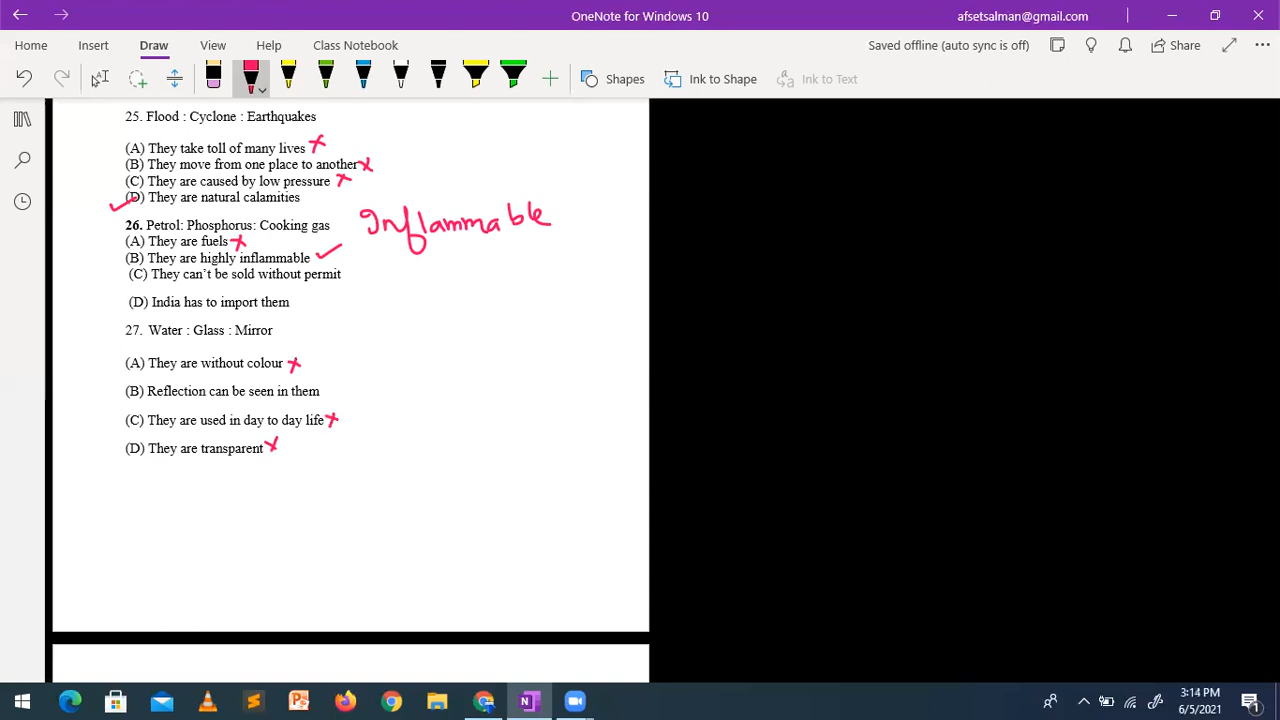 OneNote for Windows 10
afsetsalman@gmail.com
Home Insert Draw View Help Class Notebook
Saved offline (auto sync is off)
Share
Shapes
Ink to Shape
Ink to Text
25. Flood : Cyclone : Earthquakes
(A) They take toll of many lives
(B) They move from one place to another
(C) They are caused by low pressure
(D) They are natural calamities
Inflammable
26. Petrol: Phosphorus: Cooking gas
(A) They are fuels
(B) They are highly inflammable
(C) They can’t be sold without permit
(D) India has to import them
27. Water : Glass : Mirror
(A) They are without colour
(B) Reflection can be seen in them
(C) They are used in day to day life
(D) They are transparent
3:14 PM
6/5/2021